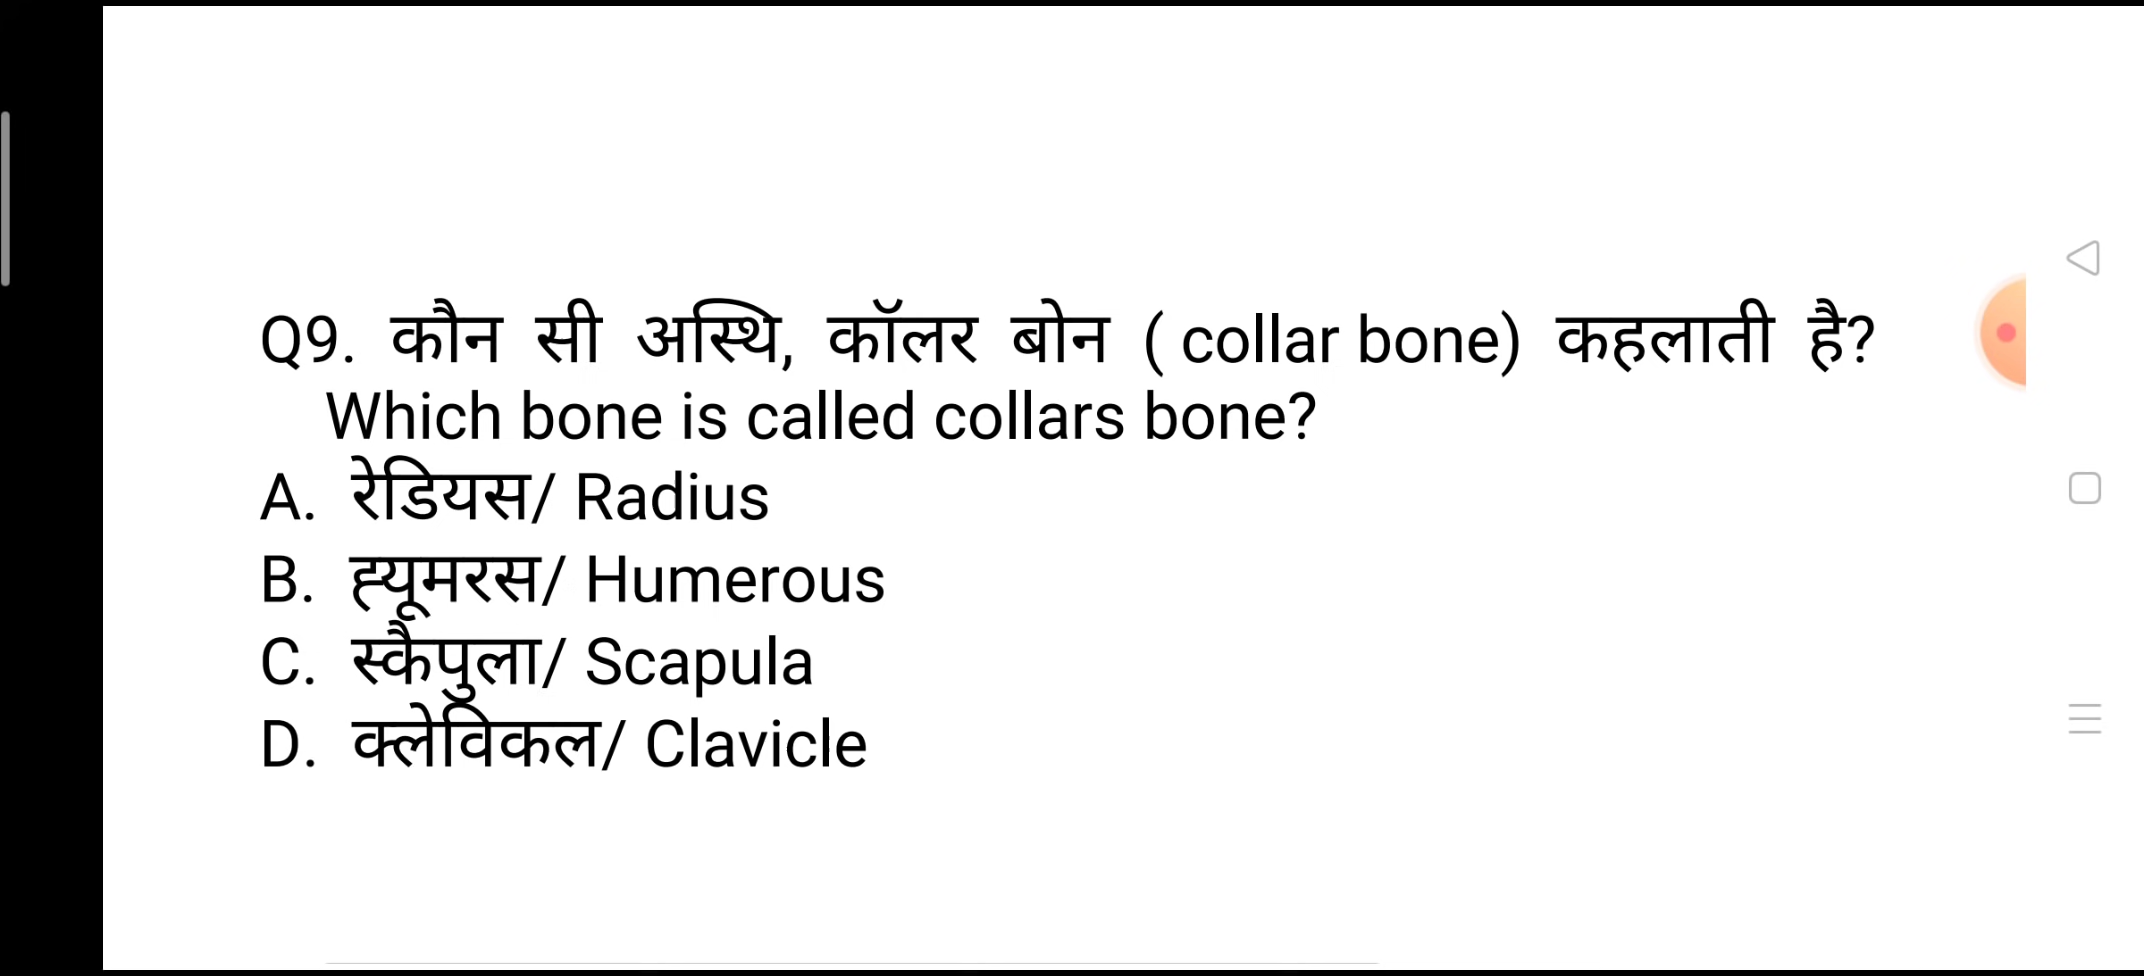 Q9. कौन सी अस्थि, कॉलर बोन ( collar bone) कहलाती है?
Which bone is called collars bone?
A. रेडियस/ Radius
B. ह्यूमरस/ Humerous
C. स्कैपुला/ Scapula
D. क्लेविकल/ Clavicle